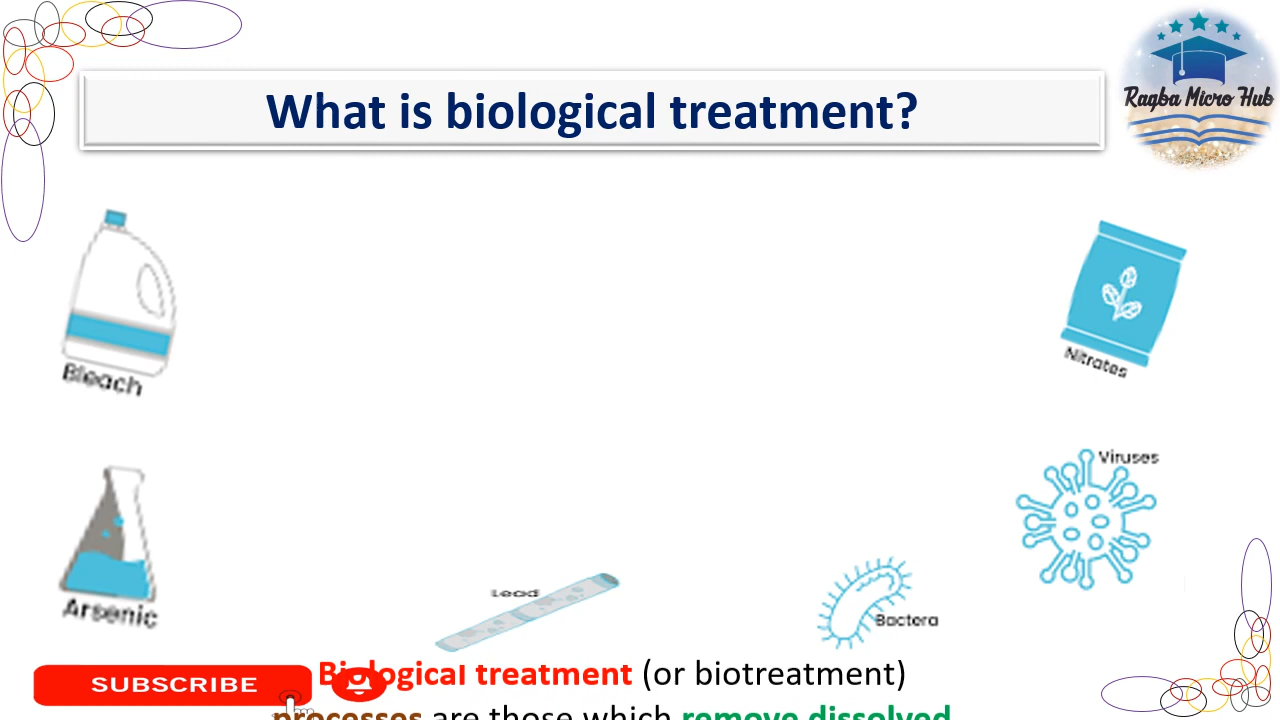 What is biological treatment?
Raqba Micro Hub
Bleach
Nitrates
Viruses
Arsenic
Lead
Bactera
Biological treatment (or biotreatment)
processes are those which remove dissolved
SUBSCRIBE